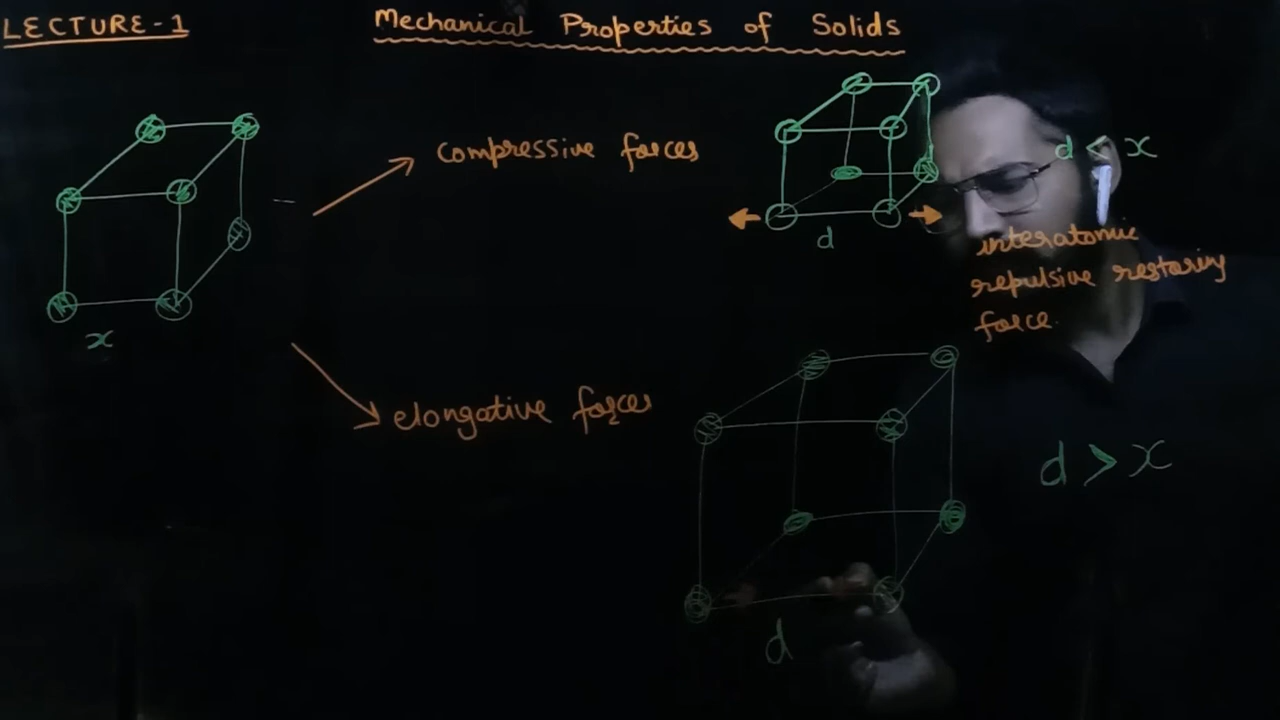 LECTURE-1
Mechanical Properties of Solids
compressive forces
d < x
d
interatomic
repulsive restoring
force.
x
elongative forces
d > x
d